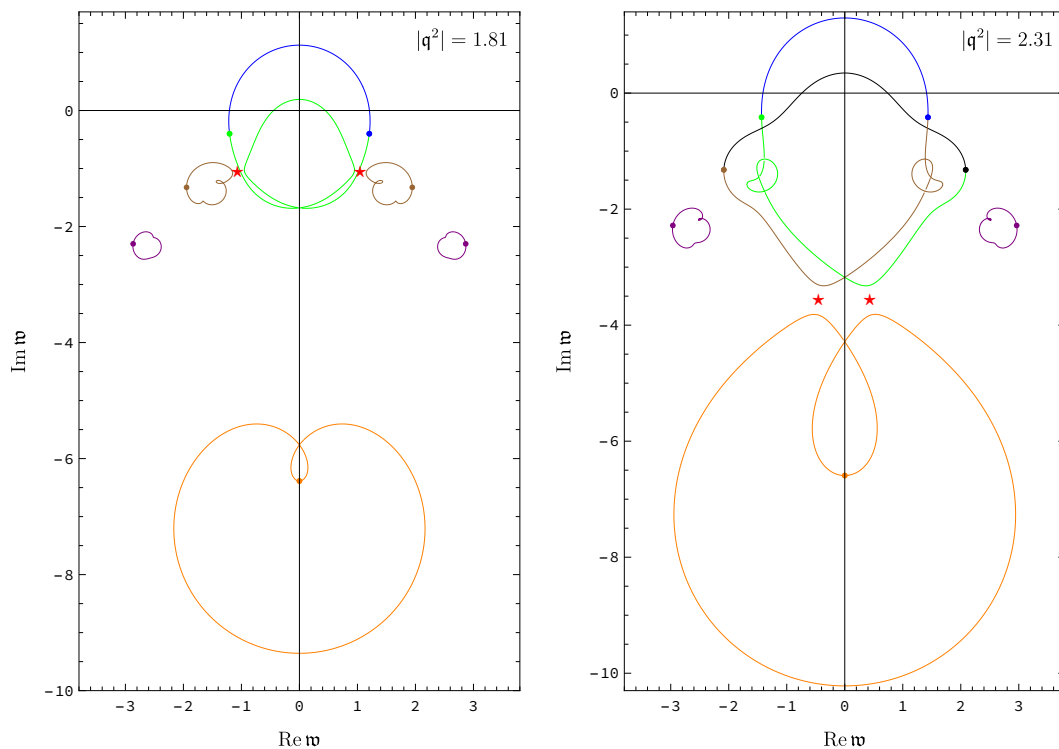 |𝔮²| = 1.81
0
−2
−4
−6
−8
−10
−3 −2 −1 0 1 2 3
Im 𝔴
Re 𝔴
|𝔮²| = 2.31
0
−2
−4
−6
−8
−10
−3 −2 −1 0 1 2 3
Im 𝔴
Re 𝔴